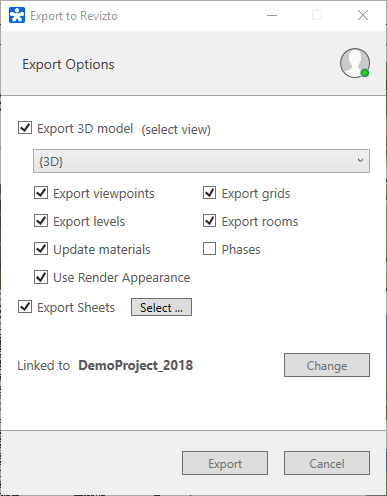 Export to Revizto
Export Options
Export 3D model (select view)
{3D}
Export viewpoints Export grids
Export levels Export rooms
Update materials Phases
Use Render Appearance
Export Sheets Select ...
Linked to DemoProject_2018 Change
Export Cancel